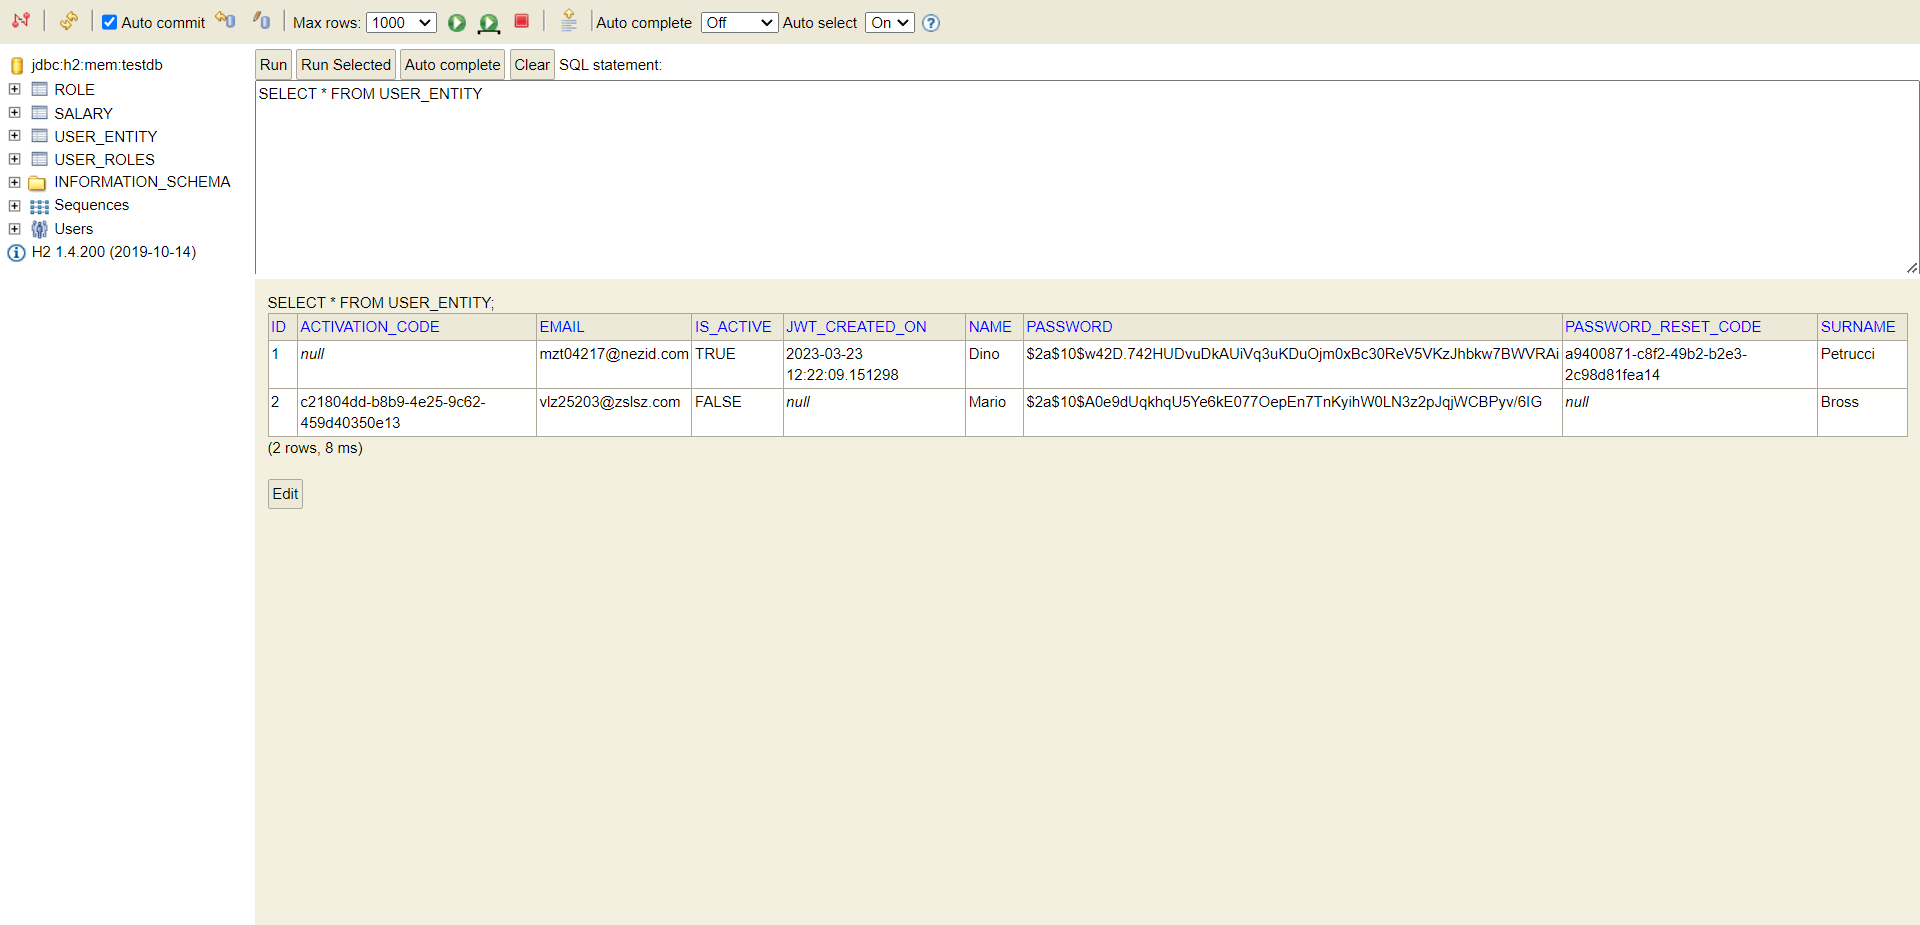 Auto commit Max rows: 1000 Auto complete Off Auto select On
jdbc:h2:mem:testdb
ROLE
SALARY
USER_ENTITY
USER_ROLES
INFORMATION_SCHEMA
Sequences
Users
H2 1.4.200 (2019-10-14)
Run Run Selected Auto complete Clear SQL statement:
SELECT * FROM USER_ENTITY
SELECT * FROM USER_ENTITY;
ID ACTIVATION_CODE EMAIL IS_ACTIVE JWT_CREATED_ON NAME PASSWORD PASSWORD_RESET_CODE SURNAME
1 null mzt04217@nezid.com TRUE 2023-03-23 Dino $2a$10$w42D.742HUDvuDkAUiVq3uKDuOjm0xBc30ReV5VKzJhbkw7BWVRAi a9400871-c8f2-49b2-b2e3- Petrucci
12:22:09.151298 2c98d81fea14
2 c21804dd-b8b9-4e25-9c62- vlz25203@zslsz.com FALSE null Mario $2a$10$A0e9dUqkhqU5Ye6kE077OepEn7TnKyihW0LN3z2pJqjWCBPyv/6IG null Bross
459d40350e13
(2 rows, 8 ms)
Edit